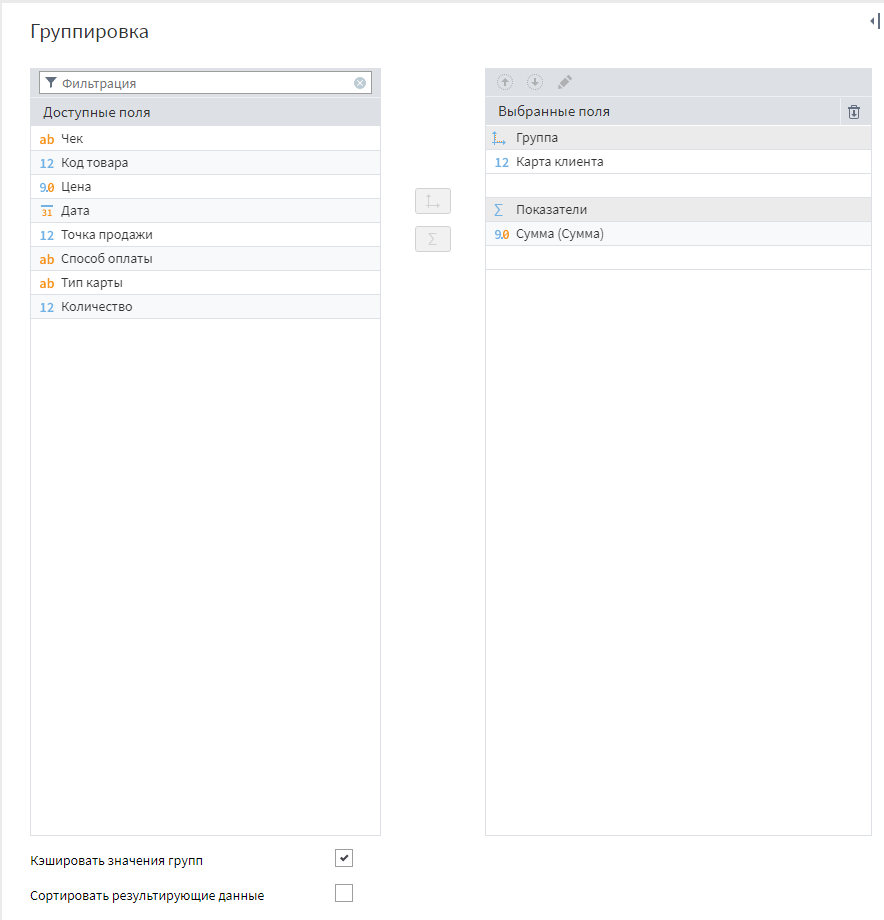 Группировка
Фильтрация
Доступные поля
ab Чек
12 Код товара
9.0 Цена
31 Дата
12 Точка продажи
ab Способ оплаты
ab Тип карты
12 Количество
Выбранные поля
Группа
12 Карта клиента
Σ Показатели
9.0 Сумма (Сумма)
Σ
Кэшировать значения групп
Сортировать результирующие данные